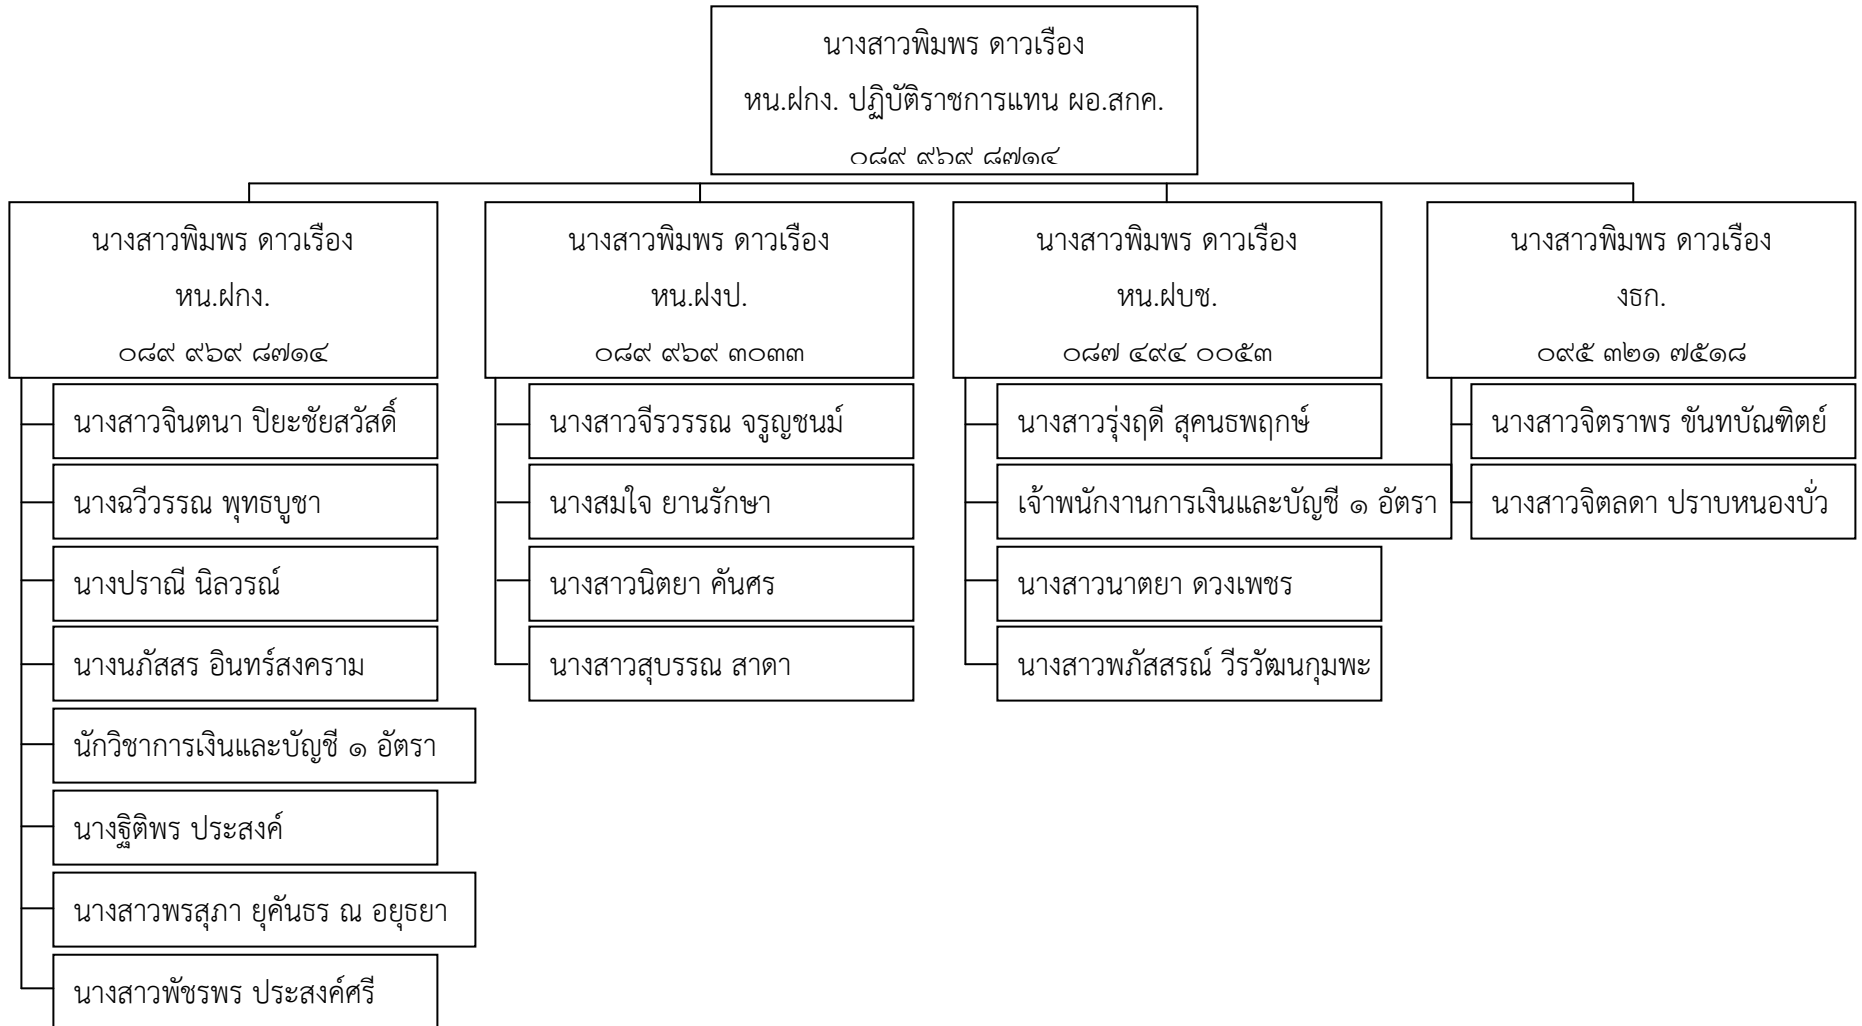 นางสาวพิมพร ดาวเรือง
หน.ฝกง. ปฏิบัติราชการแทน ผอ.สกค.
๐๘๙ ๙๖๙ ๘๗๑๔
นางสาวพิมพร ดาวเรือง
หน.ฝกง.
๐๘๙ ๙๖๙ ๘๗๑๔
นางสาวจินตนา ปิยะชัยสวัสดิ์
นางฉวีวรรณ พุทธบูชา
นางปราณี นิลวรณ์
นางนภัสสร อินทร์สงคราม
นักวิชาการเงินและบัญชี ๑ อัตรา
นางฐิติพร ประสงค์
นางสาวพรสุภา ยุคันธร ณ อยุธยา
นางสาวพัชรพร ประสงค์ศรี
นางสาวพิมพร ดาวเรือง
หน.ฝงป.
๐๘๙ ๙๖๙ ๓๐๓๓
นางสาวจีรวรรณ จรูญชนม์
นางสมใจ ยานรักษา
นางสาวนิตยา คันศร
นางสาวสุบรรณ สาดา
นางสาวพิมพร ดาวเรือง
หน.ฝบช.
๐๘๗ ๔๙๔ ๐๐๕๓
นางสาวรุ่งฤดี สุคนธพฤกษ์
เจ้าพนักงานการเงินและบัญชี ๑ อัตรา
นางสาวนาตยา ดวงเพชร
นางสาวพภัสสรณ์ วีรวัฒนกุมพะ
นางสาวพิมพร ดาวเรือง
งธก.
๐๙๕ ๓๒๑ ๗๕๑๘
นางสาวจิตราพร ขันทบัณฑิตย์
นางสาวจิตลดา ปราบหนองบั่ว